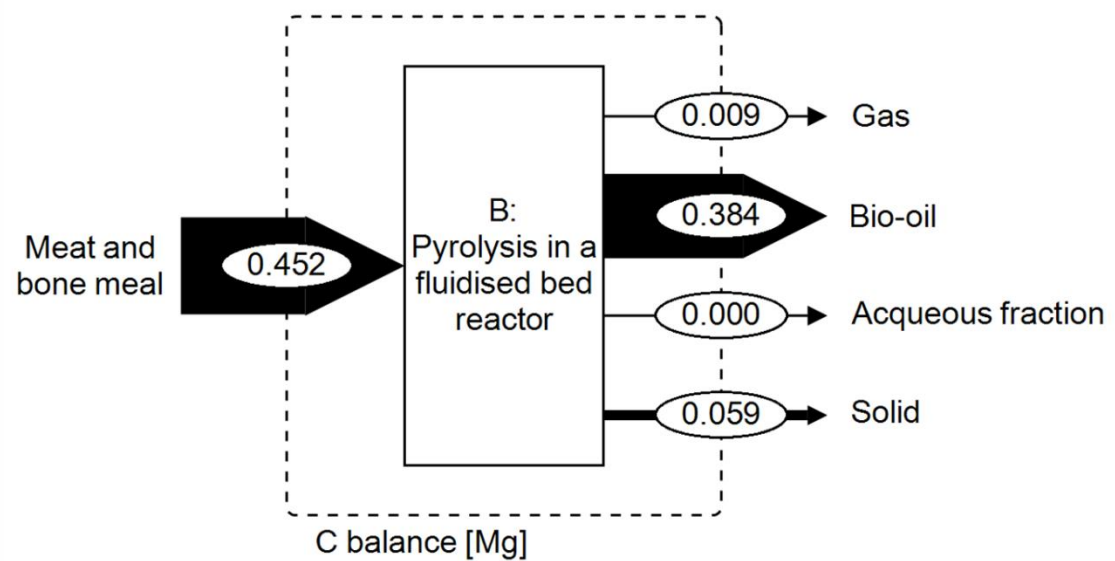 Meat and
bone meal
0.452
B:
Pyrolysis in a
fluidised bed
reactor
0.009
Gas
0.384
Bio-oil
0.000
Acqueous fraction
0.059
Solid
C balance [Mg]